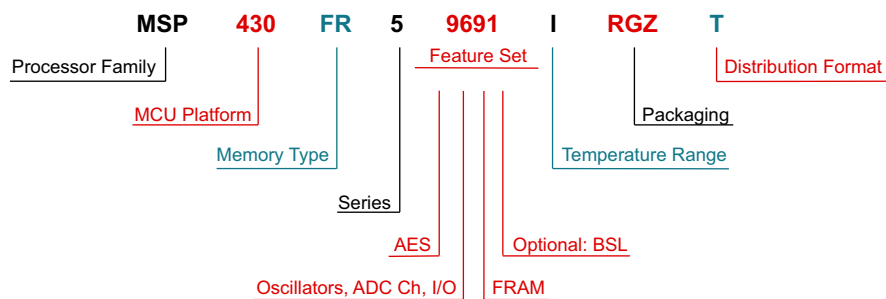 MSP 430 FR 5 9691 I RGZ T
Processor Family
Feature Set
Distribution Format
MCU Platform
Packaging
Memory Type
Temperature Range
Series
AES
Optional: BSL
Oscillators, ADC Ch, I/O
FRAM